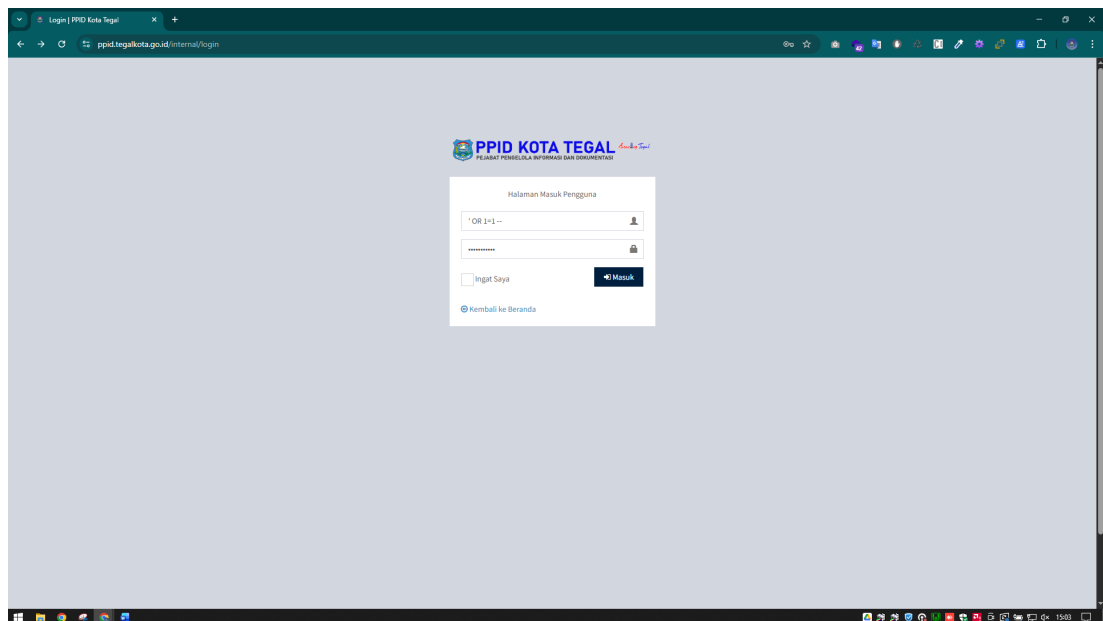 Login | PPID Kota Tegal
ppid.tegalkota.go.id/internal/login
42
PPID KOTA TEGAL
PEJABAT PENGELOLA INFORMASI DAN DOKUMENTASI
Halaman Masuk Pengguna
' OR 1=1 --
Ingat Saya
Masuk
Kembali ke Beranda
15:03